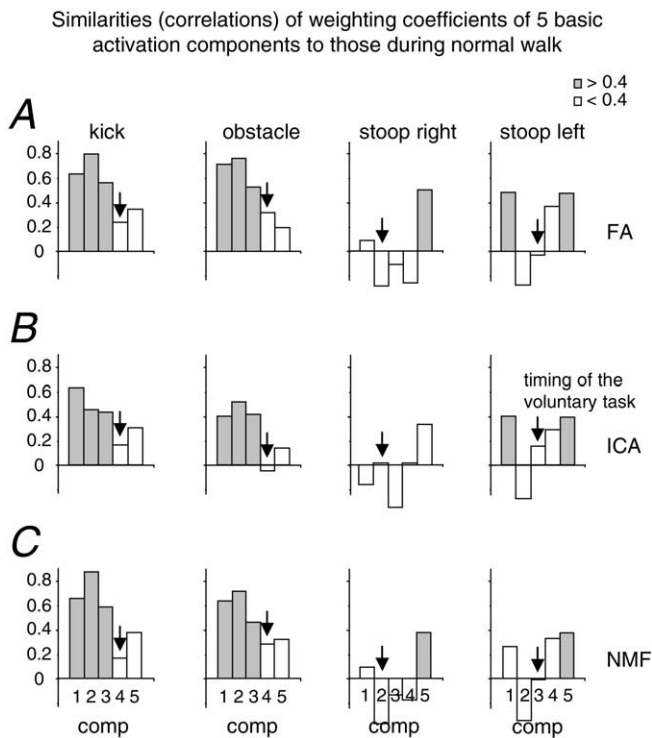 Similarities (correlations) of weighting coefficients of 5 basic
activation components to those during normal walk
> 0.4
< 0.4
A
kick obstacle stoop right stoop left
0.8
0.6
0.4
0.2
0
FA
B
0.8
0.6
0.4
0.2
0
timing of the
voluntary task
ICA
C
0.8
0.6
0.4
0.2
0
NMF
1 2 3 4 5 1 2 3 4 5 1 2 3 4 5 1 2 3 4 5
comp comp comp comp